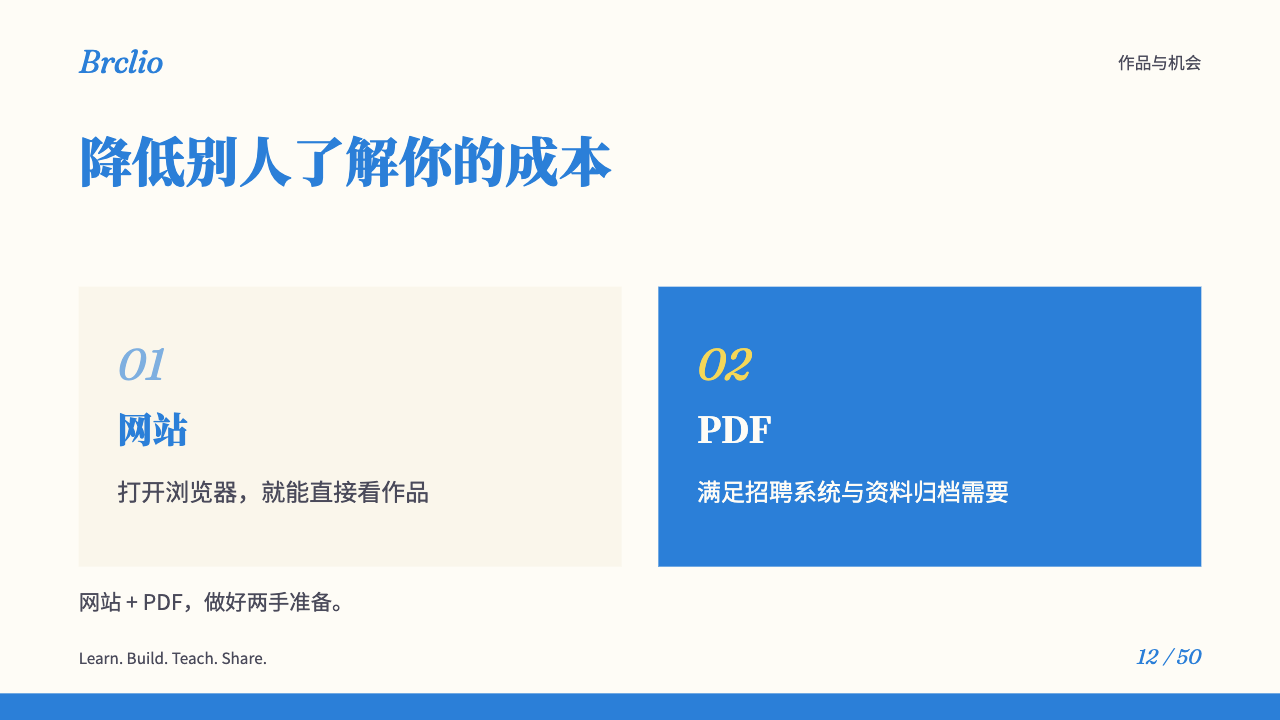 Brclio
作品与机会
降低别人了解你的成本
01
网站
打开浏览器，就能直接看作品
02
PDF
满足招聘系统与资料归档需要
网站 + PDF，做好两手准备。
Learn. Build. Teach. Share.
12 / 50